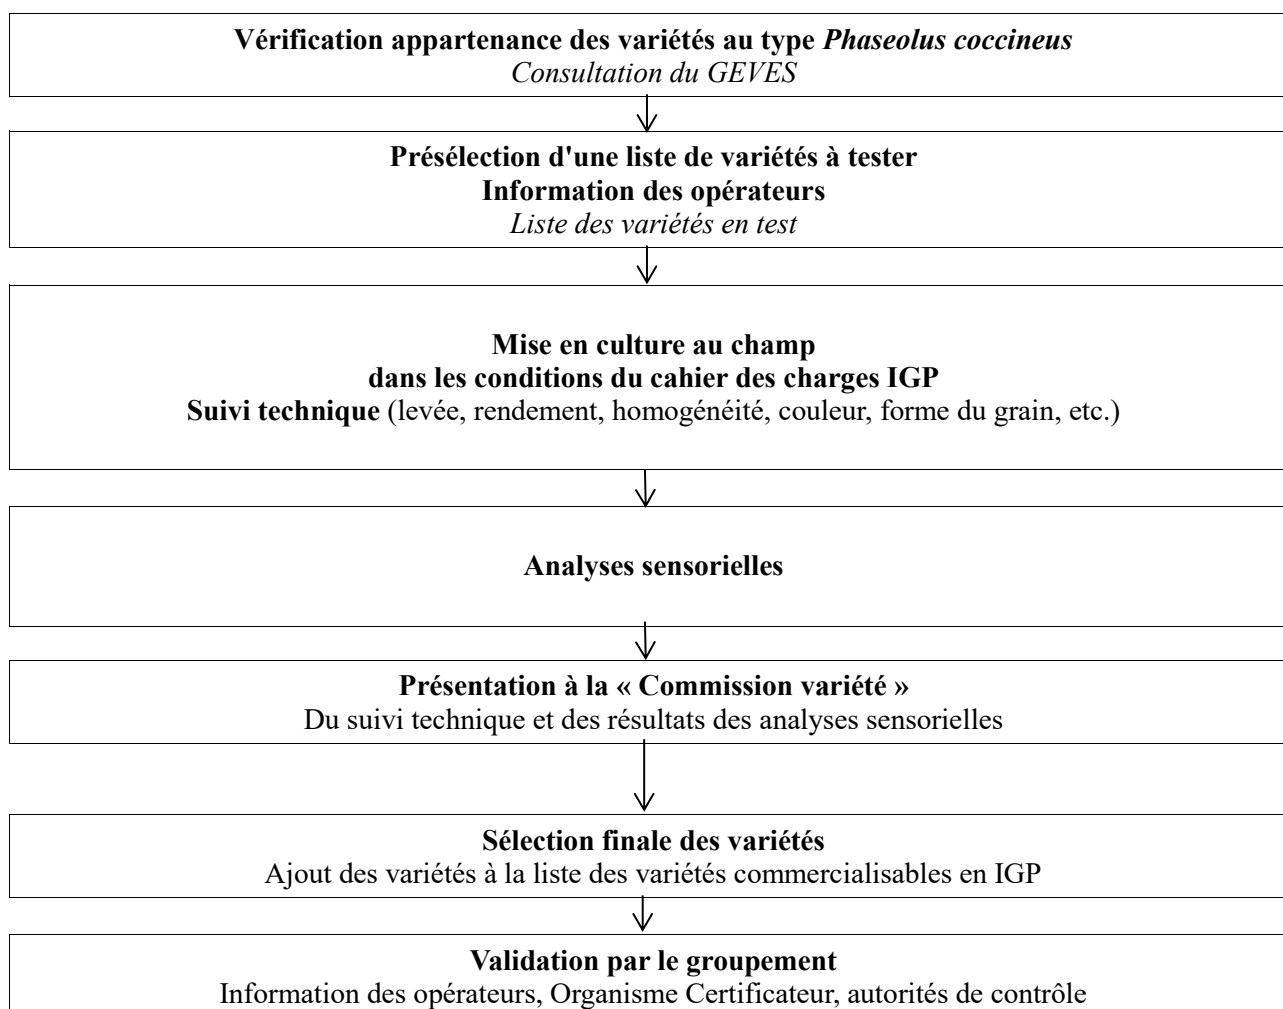 Vérification appartenance des variétés au type Phaseolus coccineus
Consultation du GEVES
Présélection d'une liste de variétés à tester
Information des opérateurs
Liste des variétés en test
Mise en culture au champ
dans les conditions du cahier des charges IGP
Suivi technique (levée, rendement, homogénéité, couleur, forme du grain, etc.)
Analyses sensorielles
Présentation à la « Commission variété »
Du suivi technique et des résultats des analyses sensorielles
Sélection finale des variétés
Ajout des variétés à la liste des variétés commercialisables en IGP
Validation par le groupement
Information des opérateurs, Organisme Certificateur, autorités de contrôle